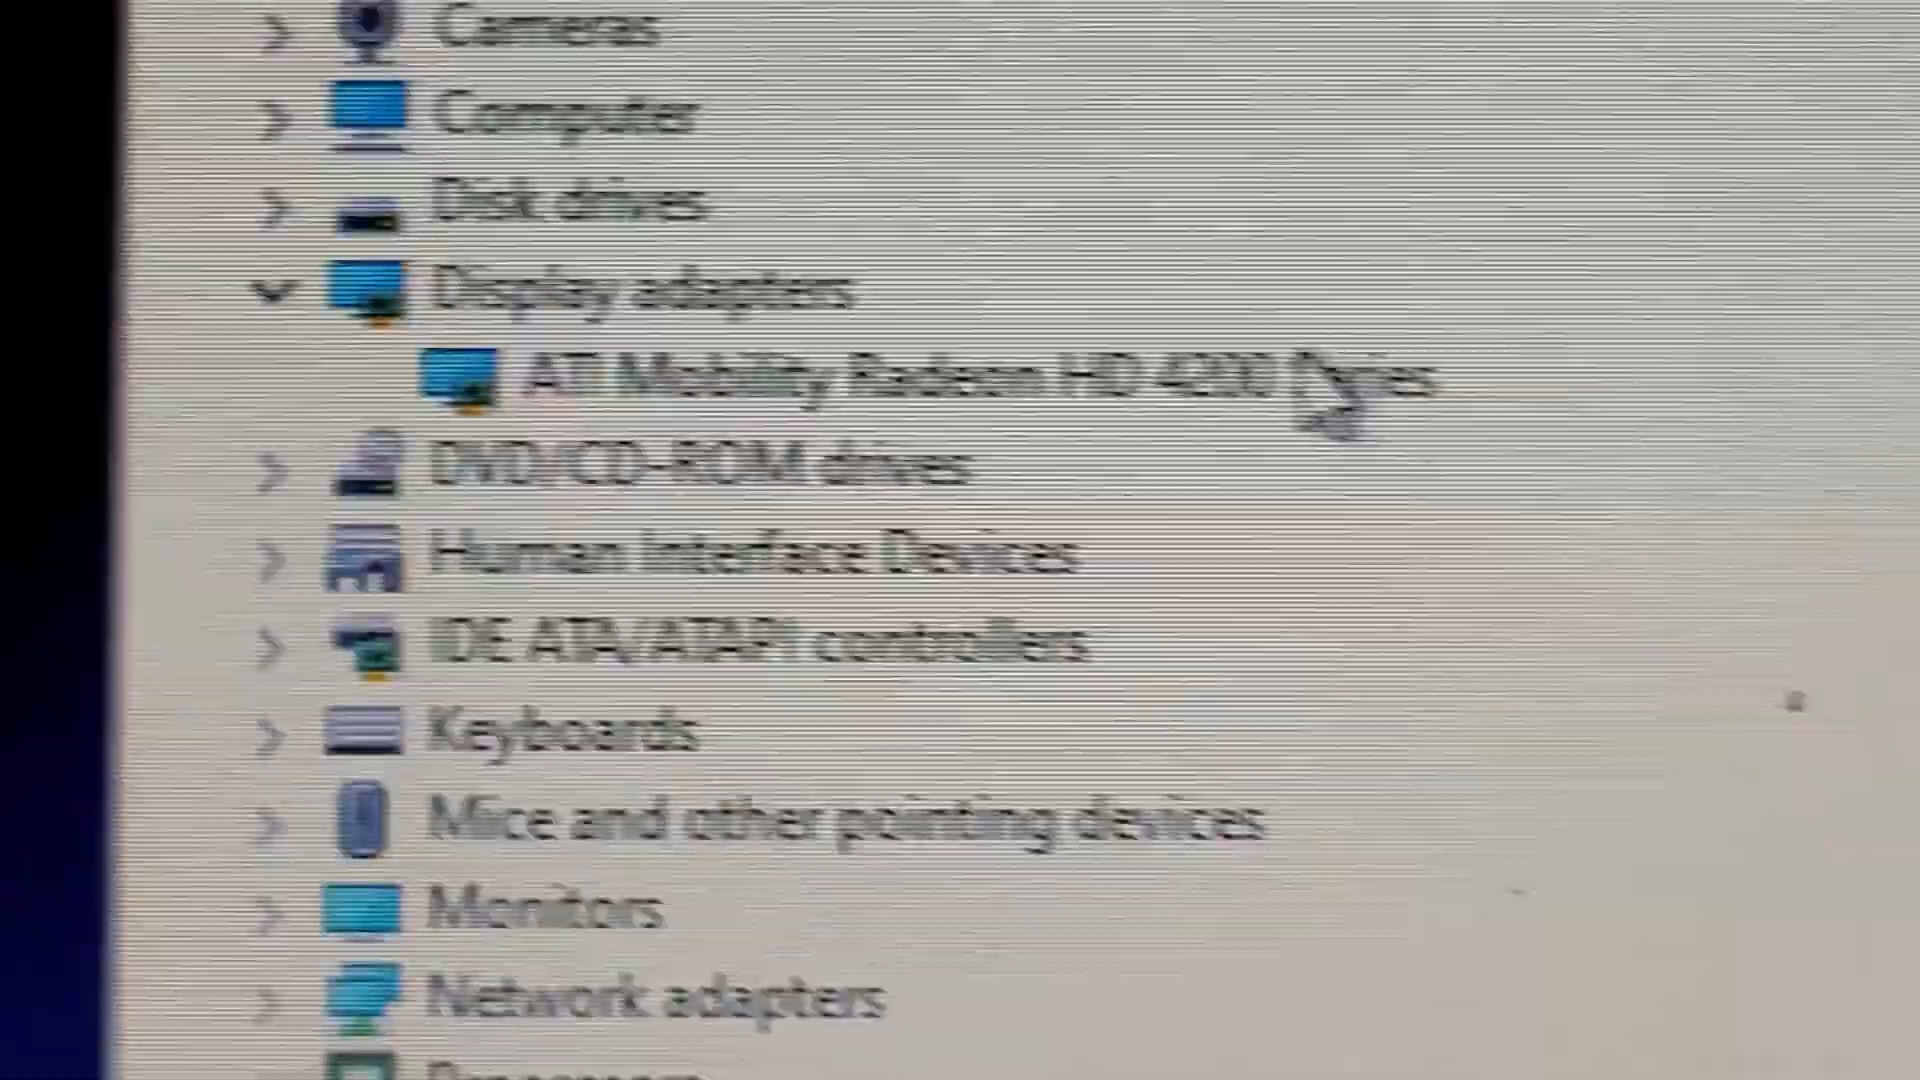 Cameras
Computer
Disk drives
Display adapters
ATI Mobility Radeon HD 4200 Series
DVD/CD-ROM drives
Human Interface Devices
IDE ATA/ATAPI controllers
Keyboards
Mice and other pointing devices
Monitors
Network adapters
Processors